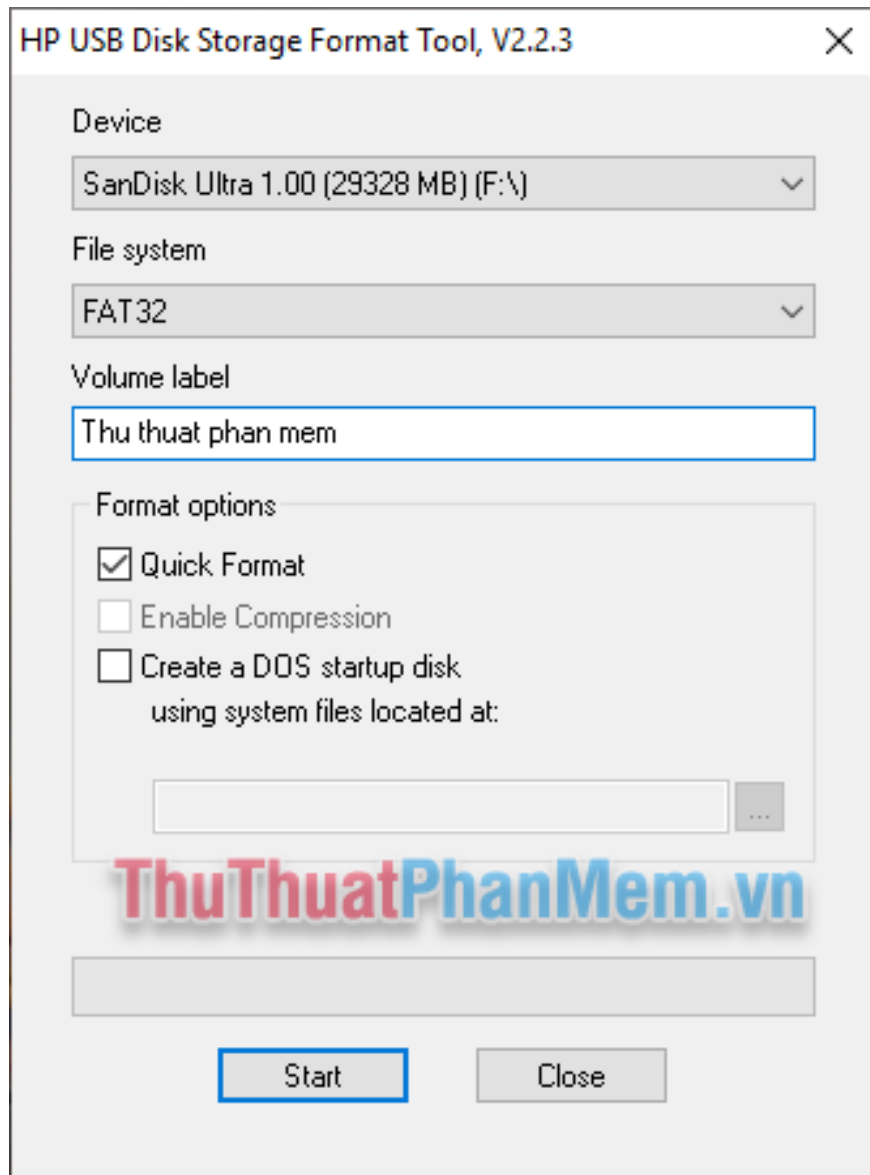 HP USB Disk Storage Format Tool, V2.2.3
Device
SanDisk Ultra 1.00 (29328 MB) (F:\)
File system
FAT32
Volume label
Thu thuat phan mem
Format options
Quick Format
Enable Compression
Create a DOS startup disk
using system files located at:
...
ThuThuatPhanMem.vn
Start Close